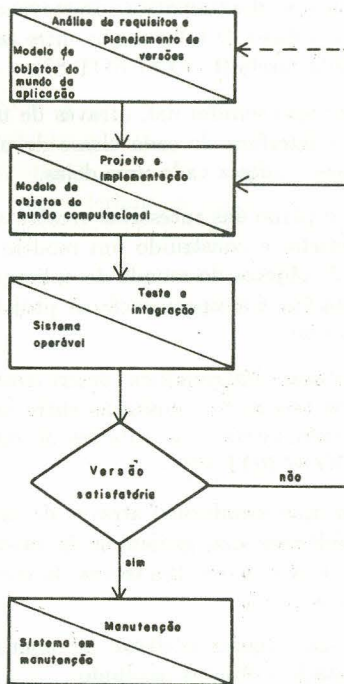 Análise de requisitos e
planejamento de
versões
Modelo de
objetos do
mundo da
aplicação
Projeto e
Implementação
Modelo de
objetos do
mundo computacional
Teste e
integração
Sistema
operável
Versão
satisfatória
não
sim
Manutenção
Sistema em
manutenção